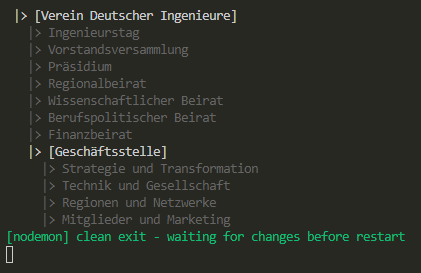 |> [Verein Deutscher Ingenieure]
|> Ingenieurstag
|> Vorstandsversammlung
|> Präsidium
|> Regionalbeirat
|> Wissenschaftlicher Beirat
|> Berufspolitischer Beirat
|> Finanzbeirat
|> [Geschäftsstelle]
|> Strategie und Transformation
|> Technik und Gesellschaft
|> Regionen und Netzwerke
|> Mitglieder und Marketing
[nodemon] clean exit - waiting for changes before restart